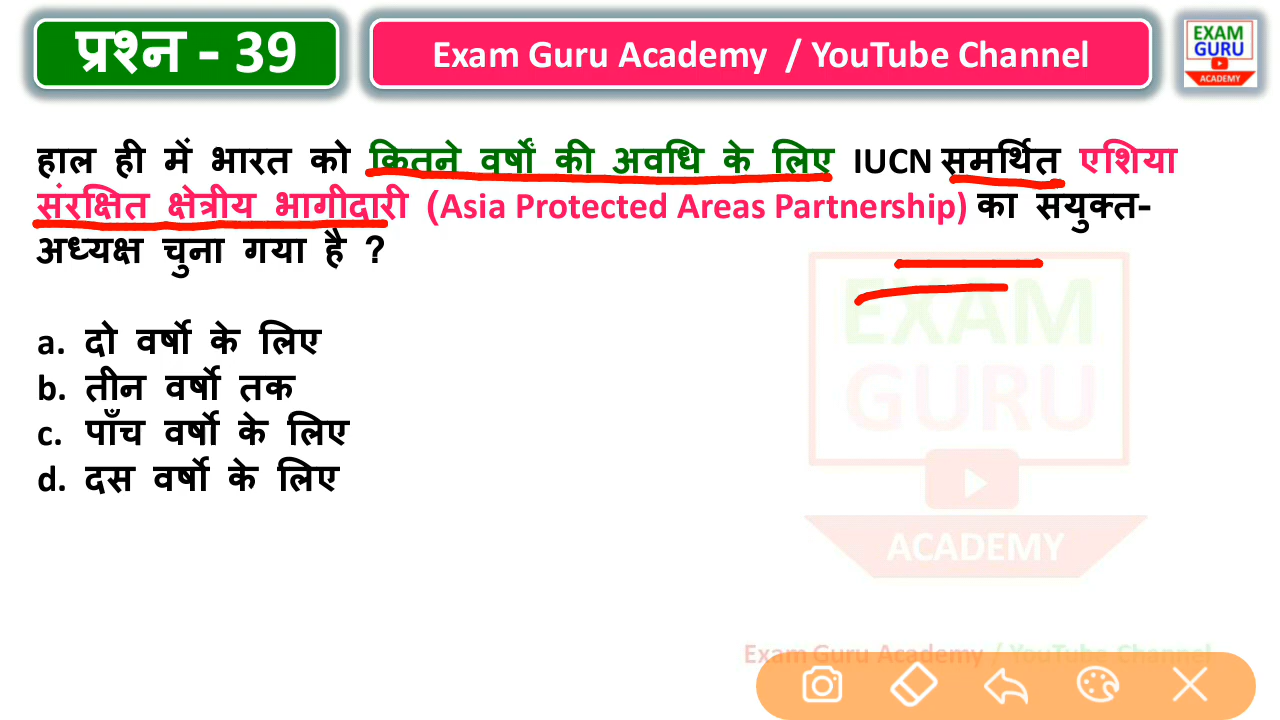 प्रश्न - 39
Exam Guru Academy / YouTube Channel
EXAM
GURU
ACADEMY
हाल ही में भारत को कितने वर्षों की अवधि के लिए IUCN समर्थित एशिया
संरक्षित क्षेत्रीय भागीदारी (Asia Protected Areas Partnership) का सयुक्त-
अध्यक्ष चुना गया है ?
a. दो वर्षो के लिए
b. तीन वर्षो तक
c. पाँच वर्षो के लिए
d. दस वर्षो के लिए
EXAM
GURU
ACADEMY
Exam Guru Academy / YouTube Channel